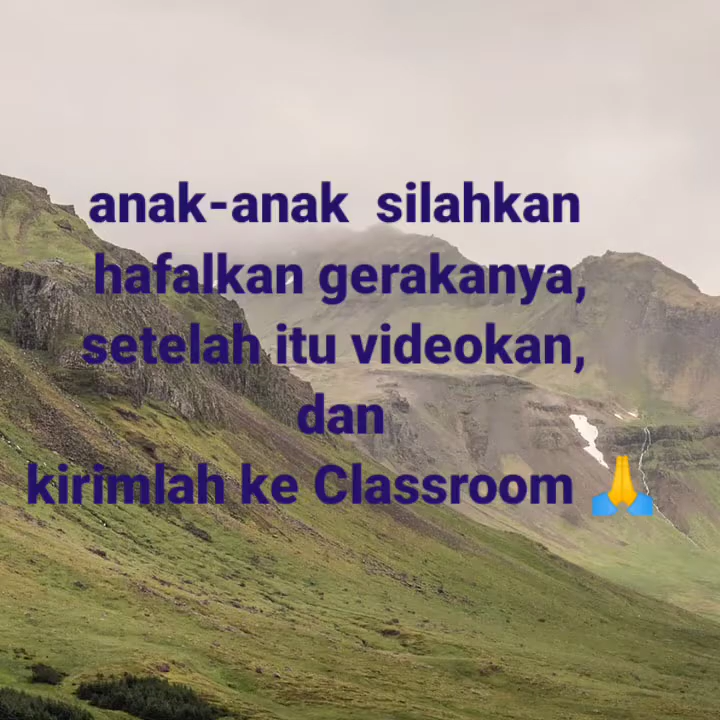 anak-anak  silahkan
hafalkan gerakanya,
setelah itu videokan,
dan
kirimlah ke Classroom 🙏